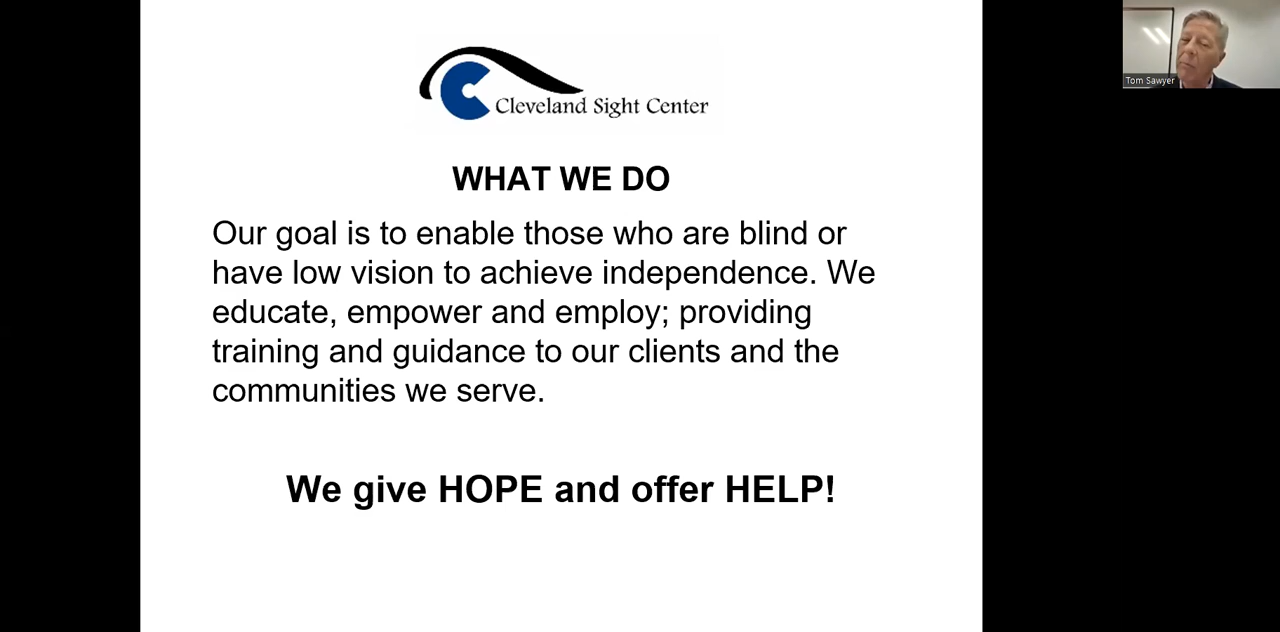 Cleveland Sight Center
Tom Sawyer
WHAT WE DO
Our goal is to enable those who are blind or
have low vision to achieve independence. We
educate, empower and employ; providing
training and guidance to our clients and the
communities we serve.
We give HOPE and offer HELP!